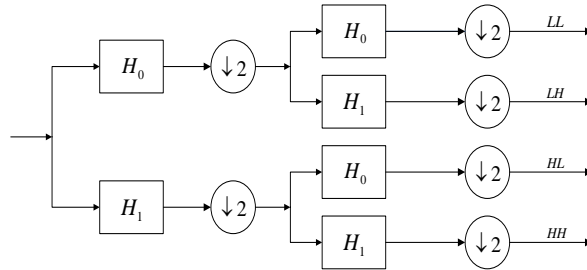 H₀ ↓2 LL
H₀ ↓2
H₁ ↓2 LH
H₀ ↓2 HL
H₁ ↓2
H₁ ↓2 HH